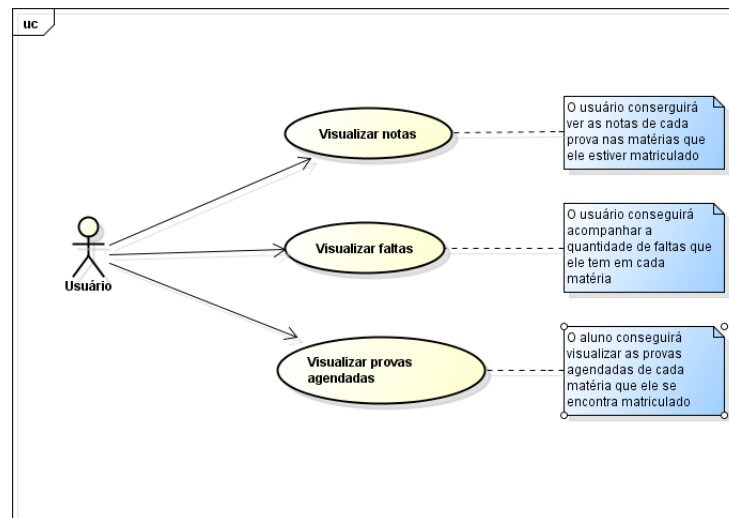 uc
Visualizar notas
O usuário conserguirá
ver as notas de cada
prova nas matérias que
ele estiver matriculado
Usuário
Visualizar faltas
O usuário conseguirá
acompanhar a
quantidade de faltas que
ele tem em cada
matéria
Visualizar provas
agendadas
O aluno conseguirá
visualizar as provas
agendadas de cada
matéria que ele se
encontra matriculado